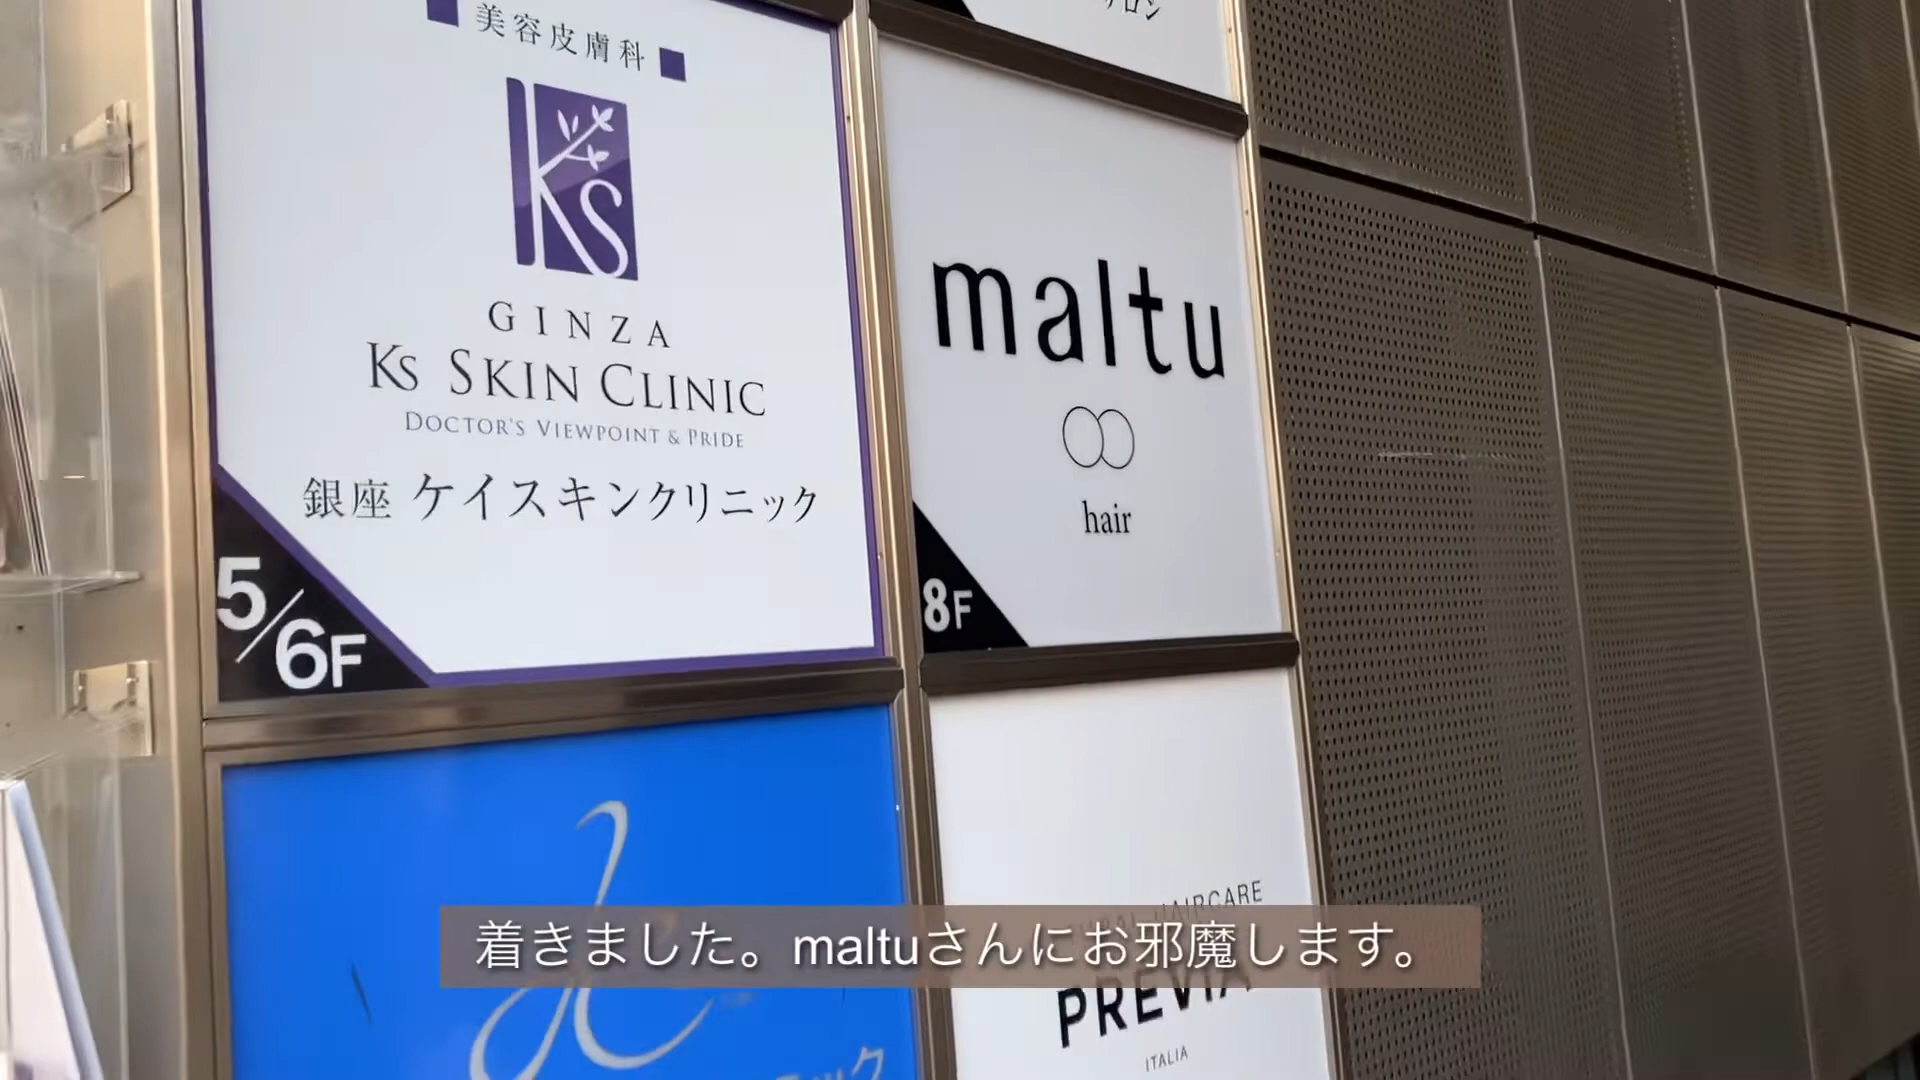 美容皮膚科
Ks
GINZA
Ks SKIN CLINIC
DOCTOR'S VIEWPOINT & PRIDE
銀座 ケイスキンクリニック
5/6F
maltu
hair
8F
HAIRCARE
PREVIA
ITALIA
着きました。maltuさんにお邪魔します。